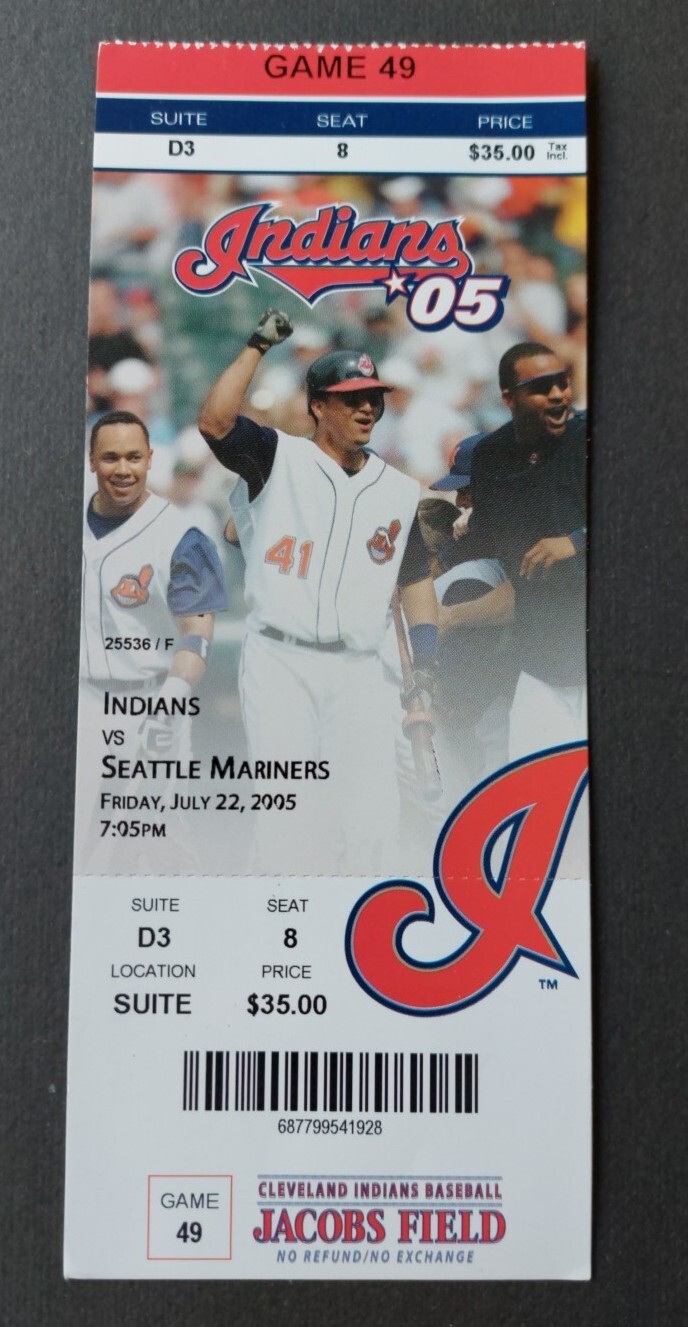 GAME 49
SUITE SEAT PRICE
D3 8 $35.00 Tax Incl.
Indians
'05
41
25536 / F
INDIANS
VS
SEATTLE MARINERS
FRIDAY, JULY 22, 2005
7:05PM
SUITE SEAT
D3 8
LOCATION PRICE
SUITE $35.00
I
TM
687799541928
GAME
49
CLEVELAND INDIANS BASEBALL
JACOBS FIELD
NO REFUND/NO EXCHANGE